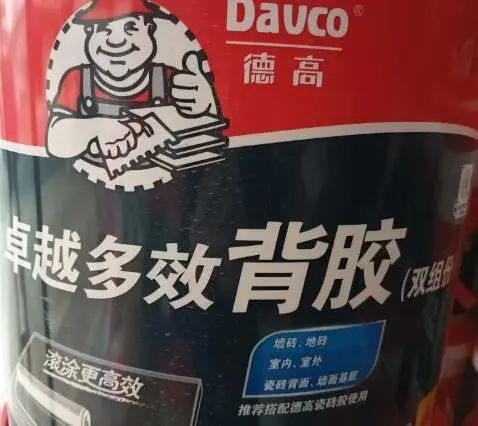 Davco®
德高
卓越多效背胶(双组份
墙砖、地砖
室内、室外
瓷砖背面、墙面基层
滚涂更高效
推荐搭配德高瓷砖胶使用